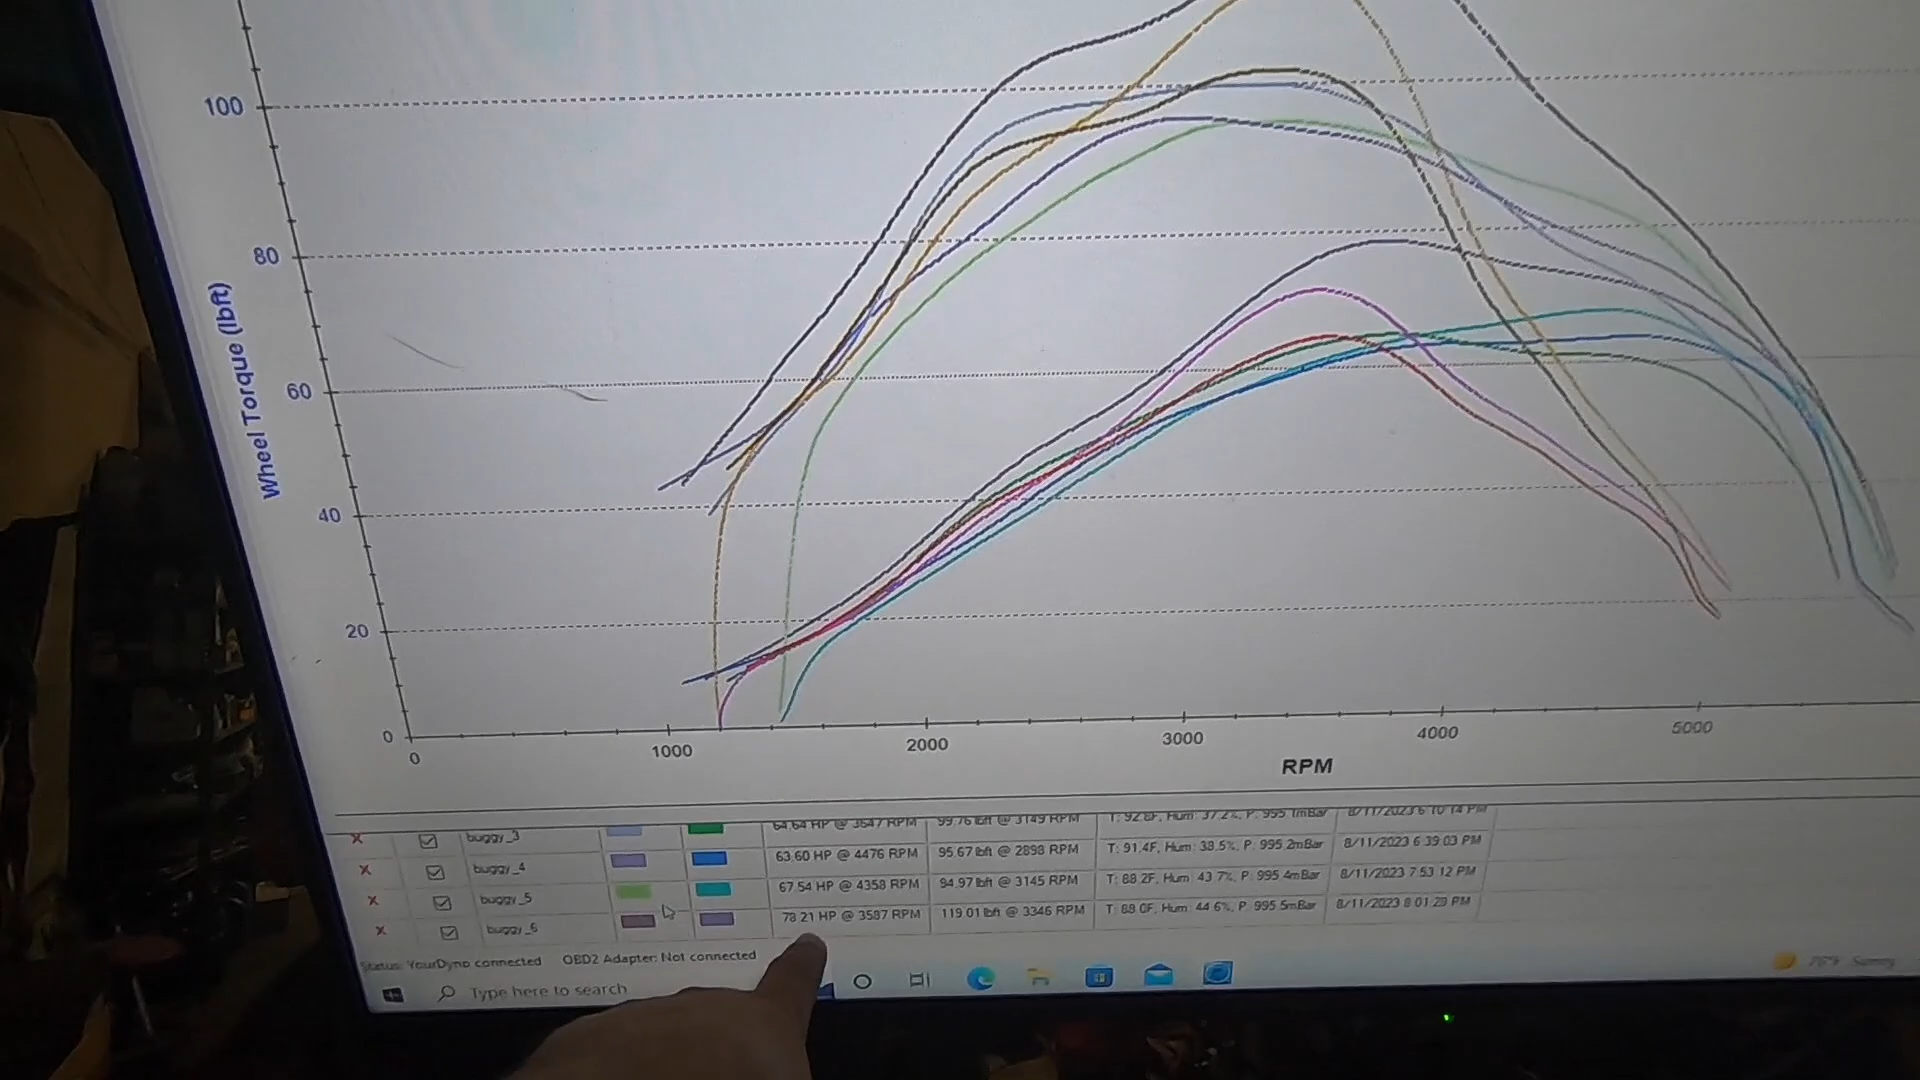 100
80
60
40
20
0
Wheel Torque (lbft)
0 1000 2000 3000 4000 5000
RPM
buggy_3 64.64 HP @ 3647 RPM 99.76 lbft @ 3149 RPM T: 92.8F, Hum: 37.2%, P: 995.1mBar 8/11/2023 6:10:14 PM
buggy_4 63.60 HP @ 4476 RPM 95.67 lbft @ 2898 RPM T: 91.4F, Hum: 38.5%, P: 995.2mBar 8/11/2023 6:39:03 PM
buggy_5 67.54 HP @ 4358 RPM 94.97 lbft @ 3145 RPM T: 88.2F, Hum: 43.7%, P: 995.4mBar 8/11/2023 7:53:12 PM
buggy_6 78.21 HP @ 3587 RPM 119.01 lbft @ 3346 RPM T: 88.0F, Hum: 44.6%, P: 995.5mBar 8/11/2023 8:01:28 PM
Status: YourDyno connected OBD2 Adapter: Not connected
Type here to search
76°F Sunny